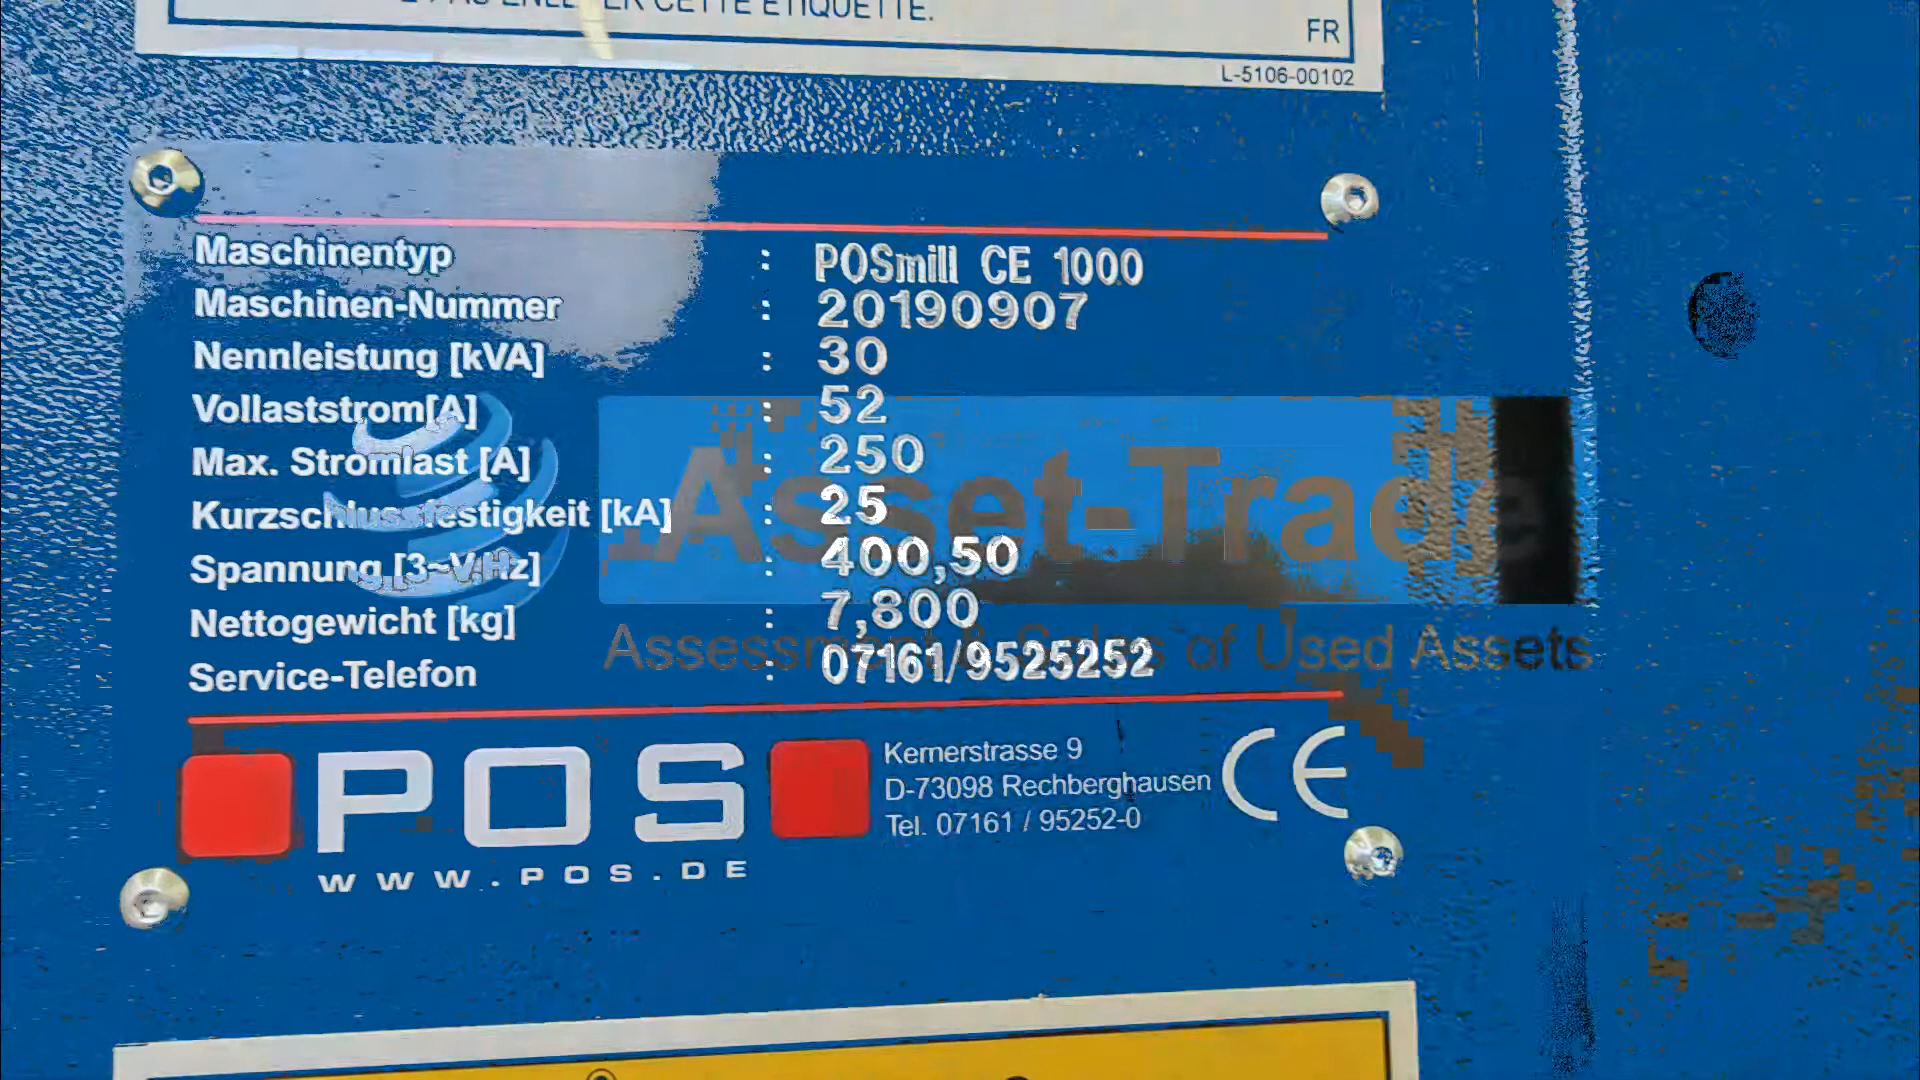 CETTE ETIQUETTE.
FR
L-5106-00102
Maschinentyp : POSmill CE 1000
Maschinen-Nummer : 20190907
Nennleistung [kVA] : 30
Vollaststrom[A] : 52
Max. Stromlast [A] : 250
Kurzschlussfestigkeit [kA] : 25
Spannung [3~V,Hz] : 400,50
Nettogewicht [kg] : 7,800
Service-Telefon : 07161/9525252
Asset-Trade
Assessment & Sales of Used Assets
POS
WWW.POS.DE
Kernerstrasse 9
D-73098 Rechberghausen
Tel. 07161 / 95252-0
CE